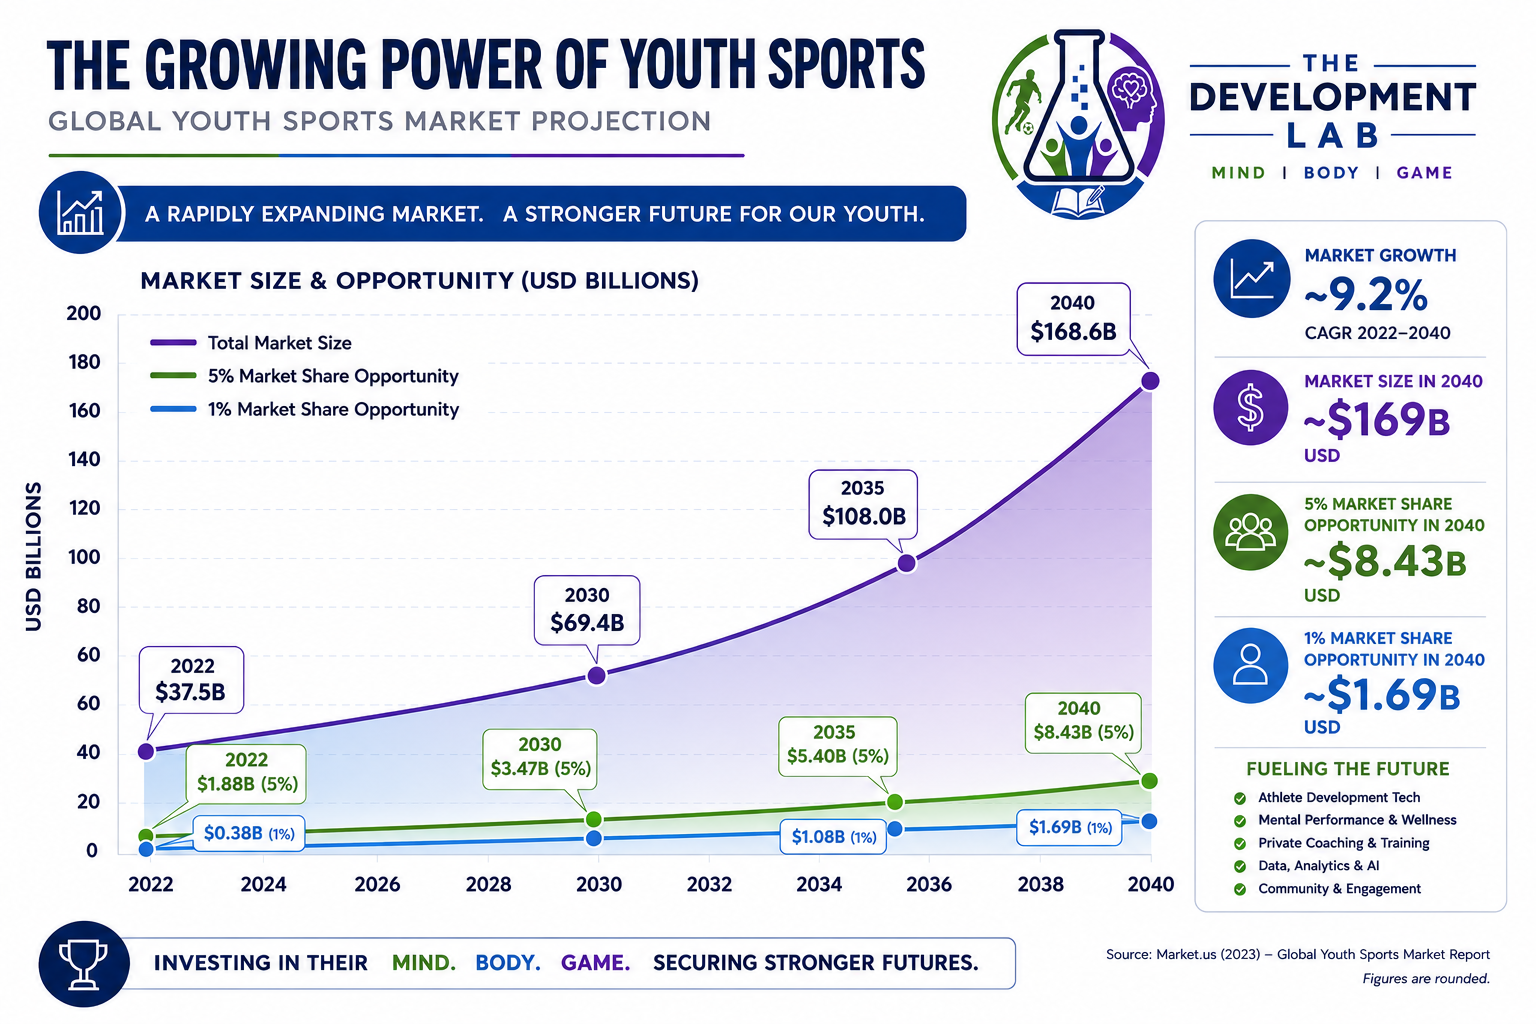 THE GROWING POWER OF YOUTH SPORTS
GLOBAL YOUTH SPORTS MARKET PROJECTION
THE
DEVELOPMENT
LAB
MIND | BODY | GAME
A RAPIDLY EXPANDING MARKET. A STRONGER FUTURE FOR OUR YOUTH.
MARKET SIZE & OPPORTUNITY (USD BILLIONS)
USD BILLIONS
200
180
160
140
120
100
80
60
60
40
20
0
Total Market Size
5% Market Share Opportunity
1% Market Share Opportunity
2022
$37.5B
2030
$69.4B
2035
$108.0B
2040
$168.6B
2022
$1.88B (5%)
2030
$3.47B (5%)
2035
$5.40B (5%)
2040
$8.43B (5%)
$0.38B (1%)
$1.08B (1%)
$1.69B (1%)
2022 2024 2026 2028 2030 2032 2034 2036 2038 2040
MARKET GROWTH
~9.2%
CAGR 2022–2040
MARKET SIZE IN 2040
~$169B
USD
5% MARKET SHARE
OPPORTUNITY IN 2040
~$8.43B
USD
1% MARKET SHARE
OPPORTUNITY IN 2040
~$1.69B
USD
FUELING THE FUTURE
Athlete Development Tech
Mental Performance & Wellness
Private Coaching & Training
Data, Analytics & AI
Community & Engagement
INVESTING IN THEIR MIND. BODY. GAME. SECURING STRONGER FUTURES.
Source: Market.us (2023) – Global Youth Sports Market Report
Figures are rounded.